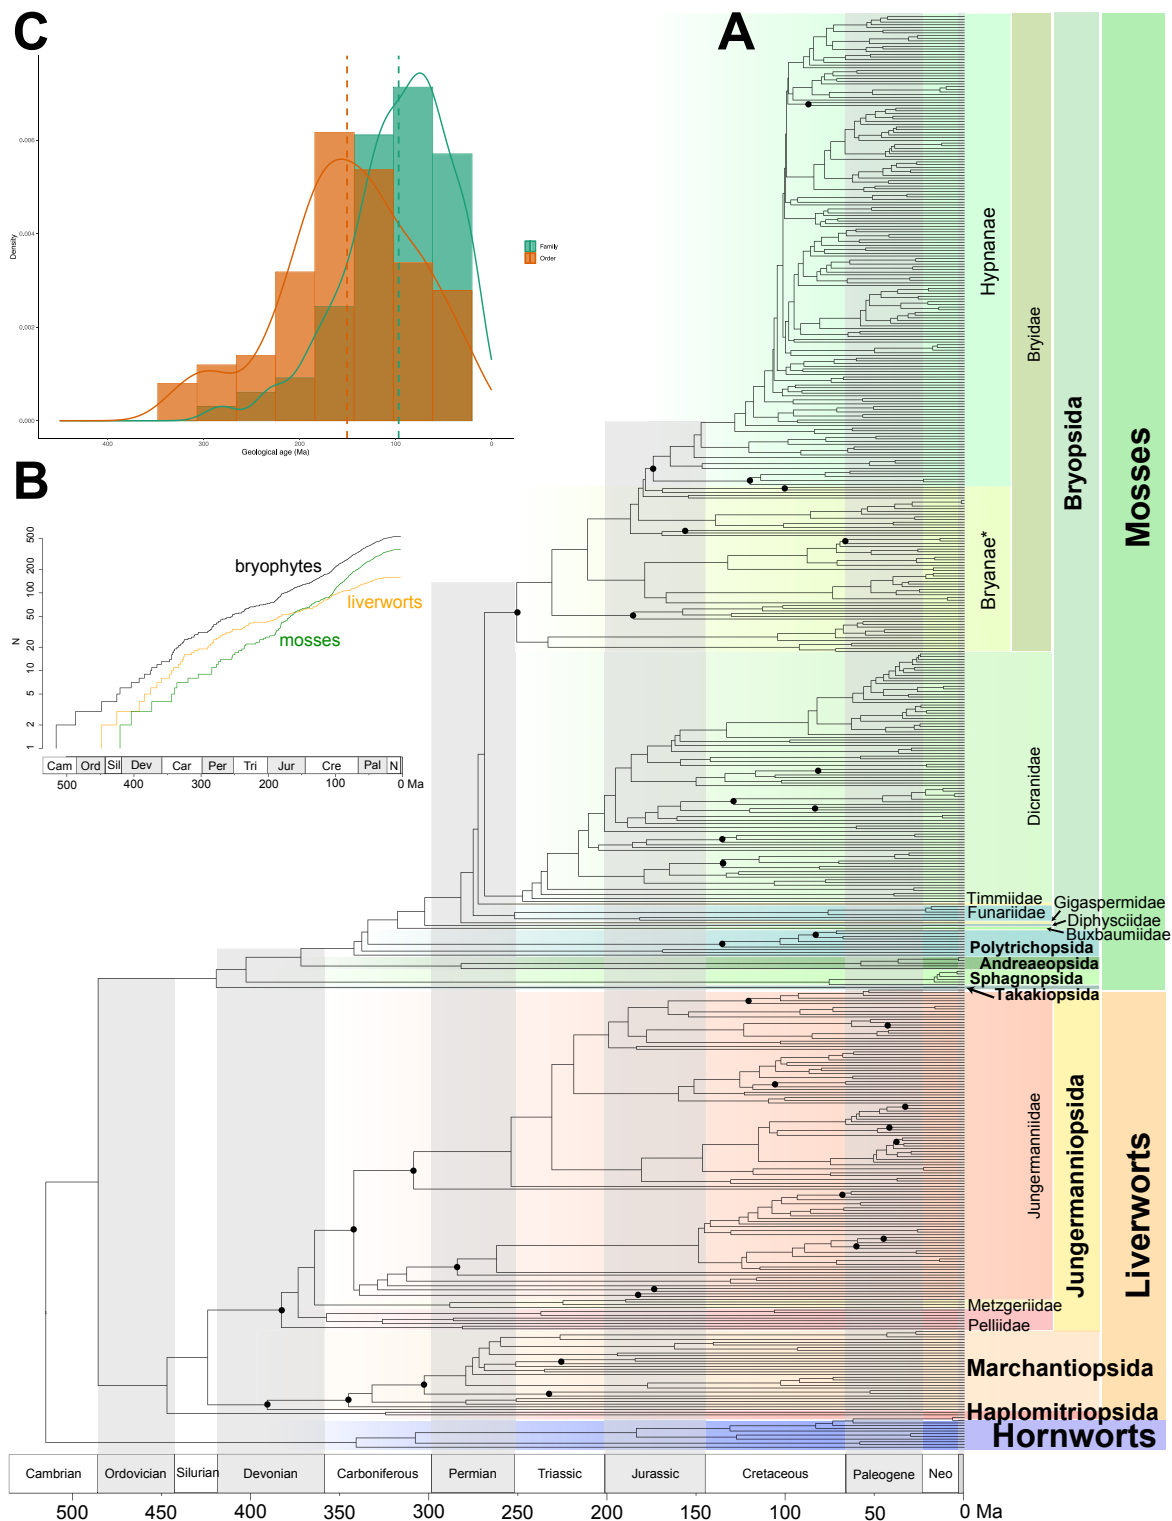 C
A
0.006
0.004
0.002
0.000
Density
400
300
200
100
0
Geological age (Ma)
Family
Order
B
500
200
100
50
20
10
5
2
1
N
bryophytes
liverworts
mosses
Cam Ord Sil Dev Car Per Tri Jur Cre Pal N
500 400 300 200 100 0 Ma
Hypnanae
Bryanae*
Bryidae
Dicranidae
Bryopsida
Mosses
Timmiidae
Funariidae
Gigaspermidae
Diphysciidae
Buxbaumiidae
Polytrichopsida
Andreaeopsida
Sphagnopsida
Takakiopsida
Jungermanniidae
Jungermanniopsida
Liverworts
Metzgeriidae
Pelliidae
Marchantiopsida
Haplomitriopsida
Hornworts
Cambrian Ordovician Silurian Devonian Carboniferous Permian Triassic Jurassic Cretaceous Paleogene Neo
500 450 400 350 300 250 200 150 100 50 0 Ma